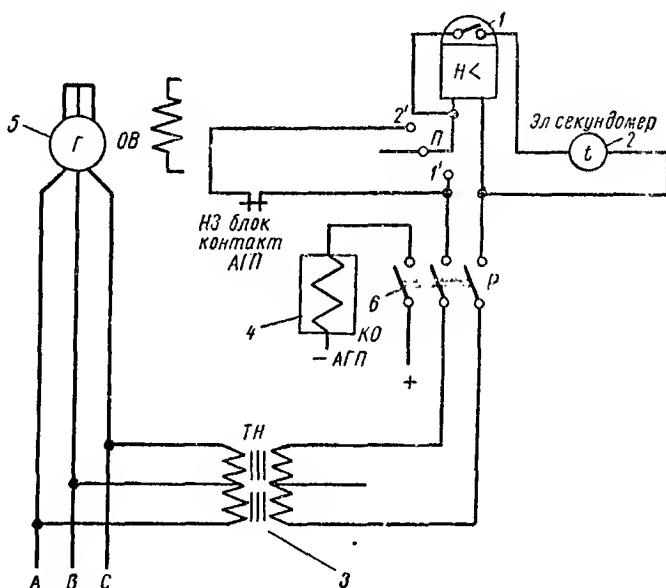 1
Н<
Эл секундомер
2
t
5
Г
ОВ
2'
П
1'
НЗ блок
контакт
АГП
6
Р
4
КО
− АГП
+
ТН
3
А В С